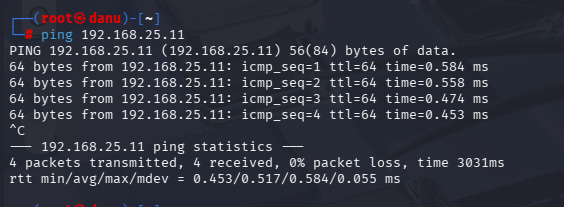 ┌──(root㉿danu)-[~]
└─# ping 192.168.25.11
PING 192.168.25.11 (192.168.25.11) 56(84) bytes of data.
64 bytes from 192.168.25.11: icmp_seq=1 ttl=64 time=0.584 ms
64 bytes from 192.168.25.11: icmp_seq=2 ttl=64 time=0.558 ms
64 bytes from 192.168.25.11: icmp_seq=3 ttl=64 time=0.474 ms
64 bytes from 192.168.25.11: icmp_seq=4 ttl=64 time=0.453 ms
^C
--- 192.168.25.11 ping statistics ---
4 packets transmitted, 4 received, 0% packet loss, time 3031ms
rtt min/avg/max/mdev = 0.453/0.517/0.584/0.055 ms